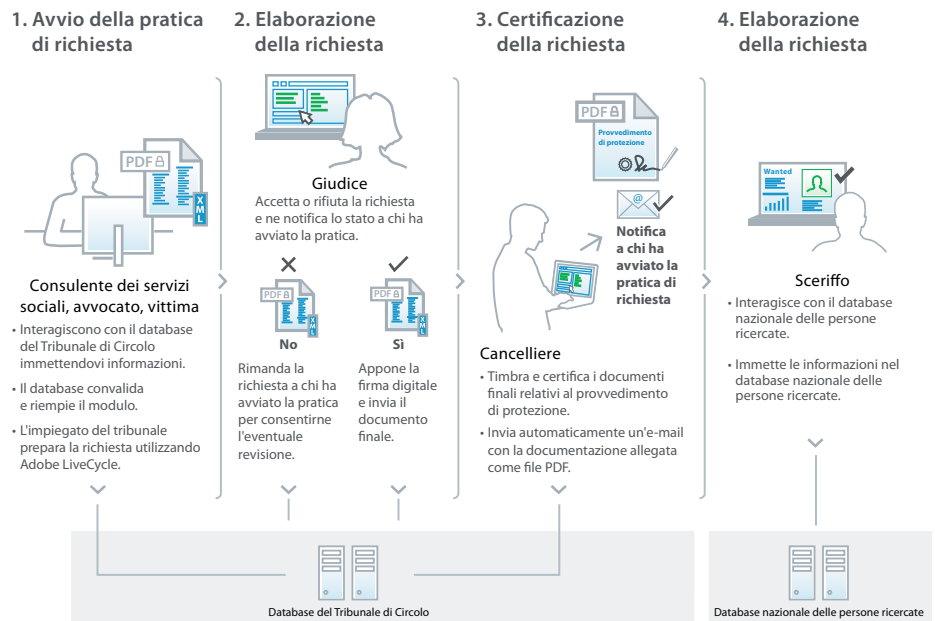 1. Avvio della pratica
di richiesta
PDF
XML
Consulente dei servizi
sociali, avvocato, vittima
• Interagiscono con il database
del Tribunale di Circolo
immettendovi informazioni.
• Il database convalida
e riempie il modulo.
• L'impiegato del tribunale
prepara la richiesta utilizzando
Adobe LiveCycle.
2. Elaborazione
della richiesta
Giudice
Accetta o rifiuta la richiesta
e ne notifica lo stato a chi ha
avviato la pratica.
PDF
XML
No
Rimanda la
richiesta a chi ha
avviato la pratica
per consentirne
l'eventuale
revisione.
PDF
XML
Sì
Appone la
firma digitale
e invia il
documento
finale.
3. Certificazione
della richiesta
PDF
Provvedimento
di protezione
@
Notifica
a chi ha
avviato la
pratica di
richiesta
Cancelliere
• Timbra e certifica i documenti
finali relativi al provvedimento
di protezione.
• Invia automaticamente un'e-mail
con la documentazione allegata
come file PDF.
4. Elaborazione
della richiesta
Wanted
Sceriffo
• Interagisce con il database
nazionale delle persone
ricercate.
• Immette le informazioni nel
database nazionale delle
persone ricercate.
Database del Tribunale di Circolo
Database nazionale delle persone ricercate